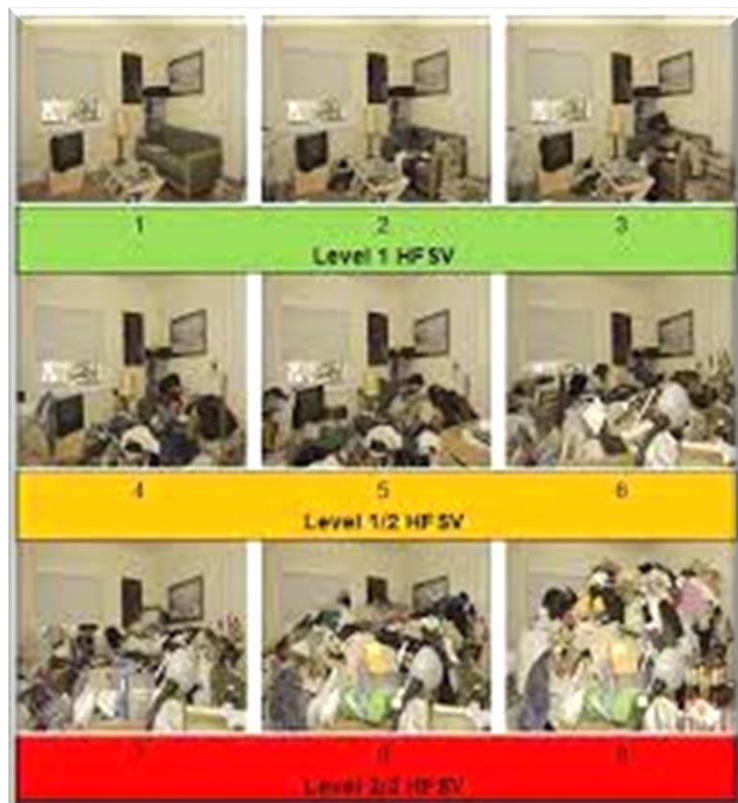 1 2 3
Level 1 HFSV
4 5 6
Level 1/2 HFSV
7 8 9
Level 2/3 HFSV